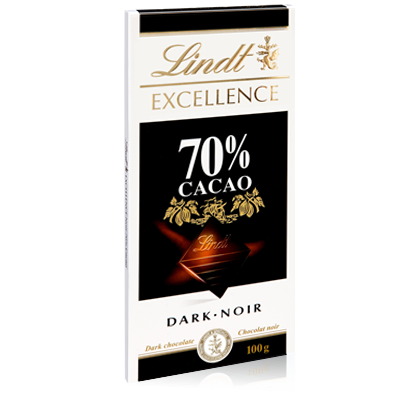 Lindt
EXCELLENCE
70%
CACAO
Lindt
DARK·NOIR
Dark chocolate
Chocolat noir
100g